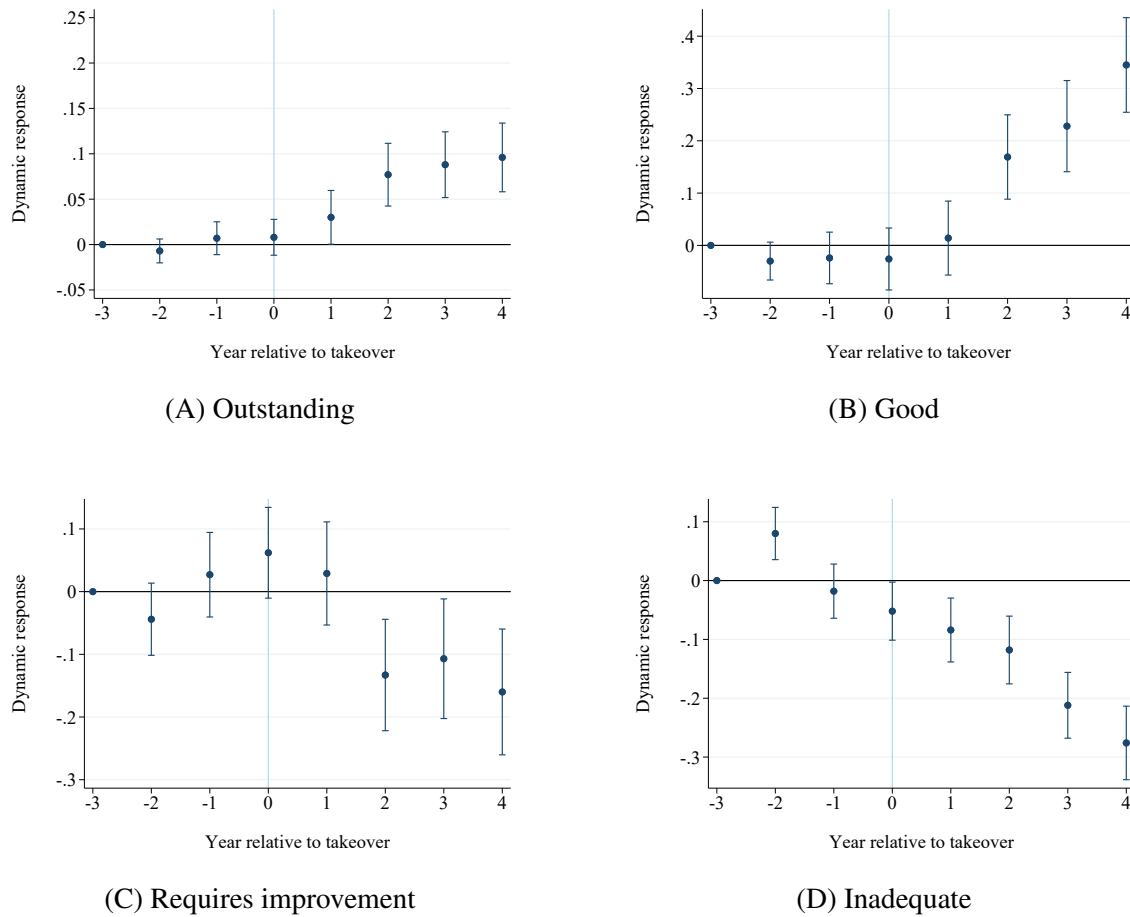 .25
.2
.15
.1
.05
0
-.05
Dynamic response
-3 -2 -1 0 1 2 3 4
Year relative to takeover
(A) Outstanding
.4
.3
.2
.1
0
Dynamic response
-3 -2 -1 0 1 2 3 4
Year relative to takeover
(B) Good
.1
0
-.1
-.2
-.3
Dynamic response
-3 -2 -1 0 1 2 3 4
Year relative to takeover
(C) Requires improvement
.1
0
-.1
-.2
-.3
Dynamic response
-3 -2 -1 0 1 2 3 4
Year relative to takeover
(D) Inadequate